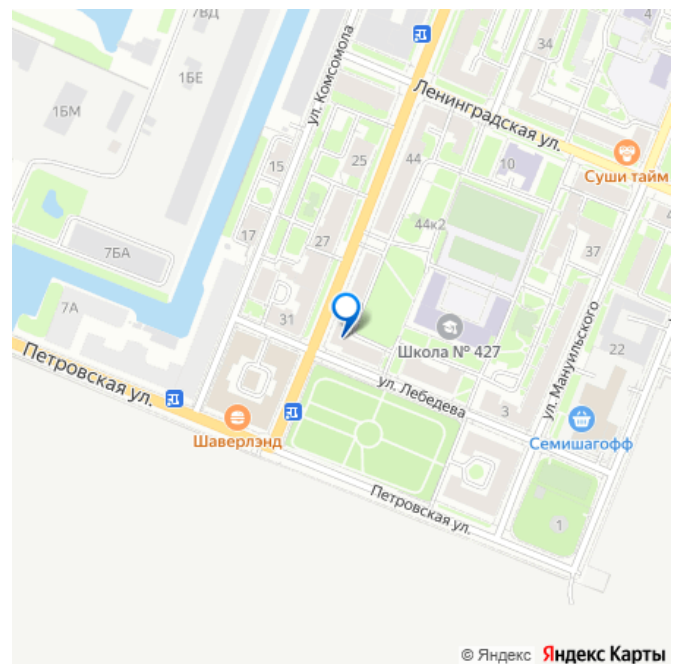 7ВД
1БЕ
1БМ
ул. Комсомола
34
4
Ленинградская ул.
Суши тайм
15
25
44
10
44к2
17
27
37
7БА
7А
31
Школа № 427
22
ул. Мануильского
Петровская ул.
ул. Лебедева
3
Шаверлэнд
Семишагофф
Петровская ул.
1
© Яндекс Яндекс Карты